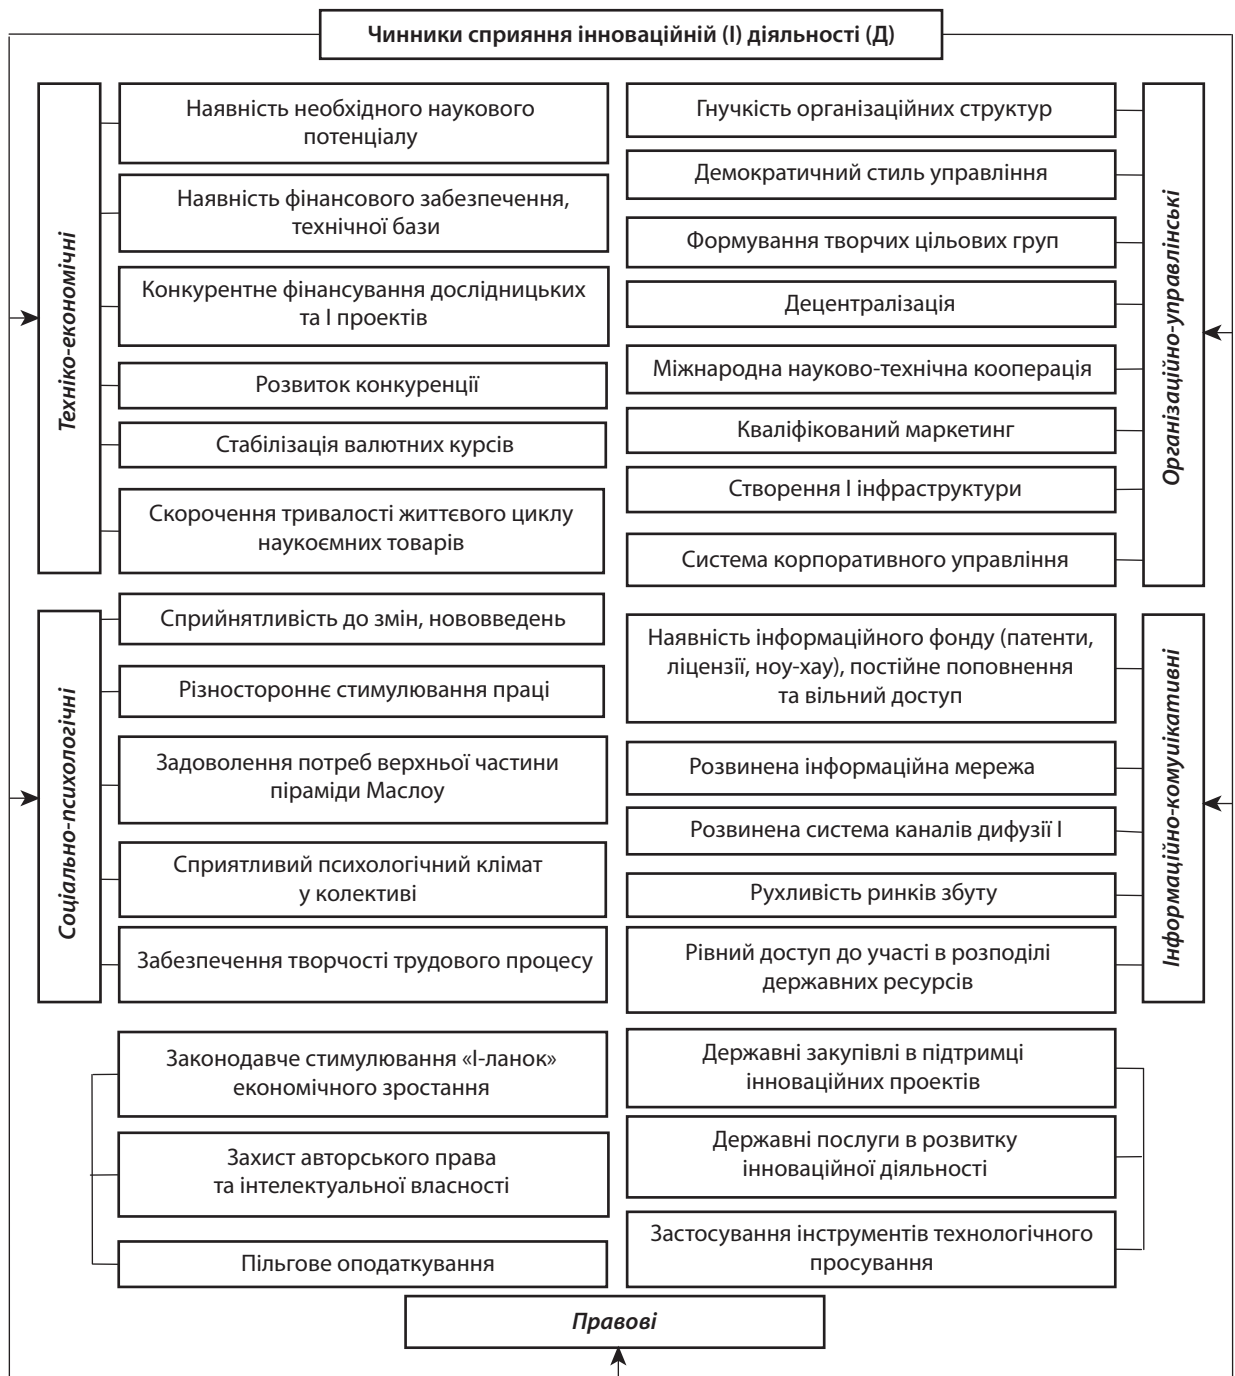 Чинники сприяння інноваційній (І) діяльності (Д)
Техніко-економічні
Наявність необхідного наукового
потенціалу
Наявність фінансового забезпечення,
технічної бази
Конкурентне фінансування дослідницьких
та І проектів
Розвиток конкуренції
Стабілізація валютних курсів
Скорочення тривалості життєвого циклу
наукоємних товарів
Організаційно-управлінські
Гнучкість організаційних структур
Демократичний стиль управління
Формування творчих цільових груп
Децентралізація
Міжнародна науково-технічна кооперація
Кваліфікований маркетинг
Створення І інфраструктури
Система корпоративного управління
Соціально-психологічні
Сприйнятливість до змін, нововведень
Різностороннє стимулювання праці
Задоволення потреб верхньої частини
піраміди Маслоу
Сприятливий психологічний клімат
у колективі
Забезпечення творчості трудового процесу
Інформаційно-комушікативні
Наявність інформаційного фонду (патенти,
ліцензії, ноу-хау), постійне поповнення
та вільний доступ
Розвинена інформаційна мережа
Розвинена система каналів дифузії І
Рухливість ринків збуту
Рівний доступ до участі в розподілі
державних ресурсів
Законодавче стимулювання «І-ланок»
економічного зростання
Захист авторського права
та інтелектуальної власності
Пільгове оподаткування
Державні закупівлі в підтримці
інноваційних проектів
Державні послуги в розвитку
інноваційної діяльності
Застосування інструментів технологічного
просування
Правові